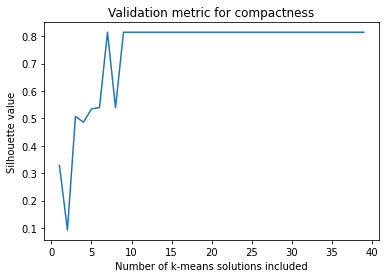 Validation metric for compactness
0.8
0.7
0.6
0.5
0.4
0.3
0.2
0.1
Silhouette value
0 5 10 15 20 25 30 35 40
Number of k-means solutions included